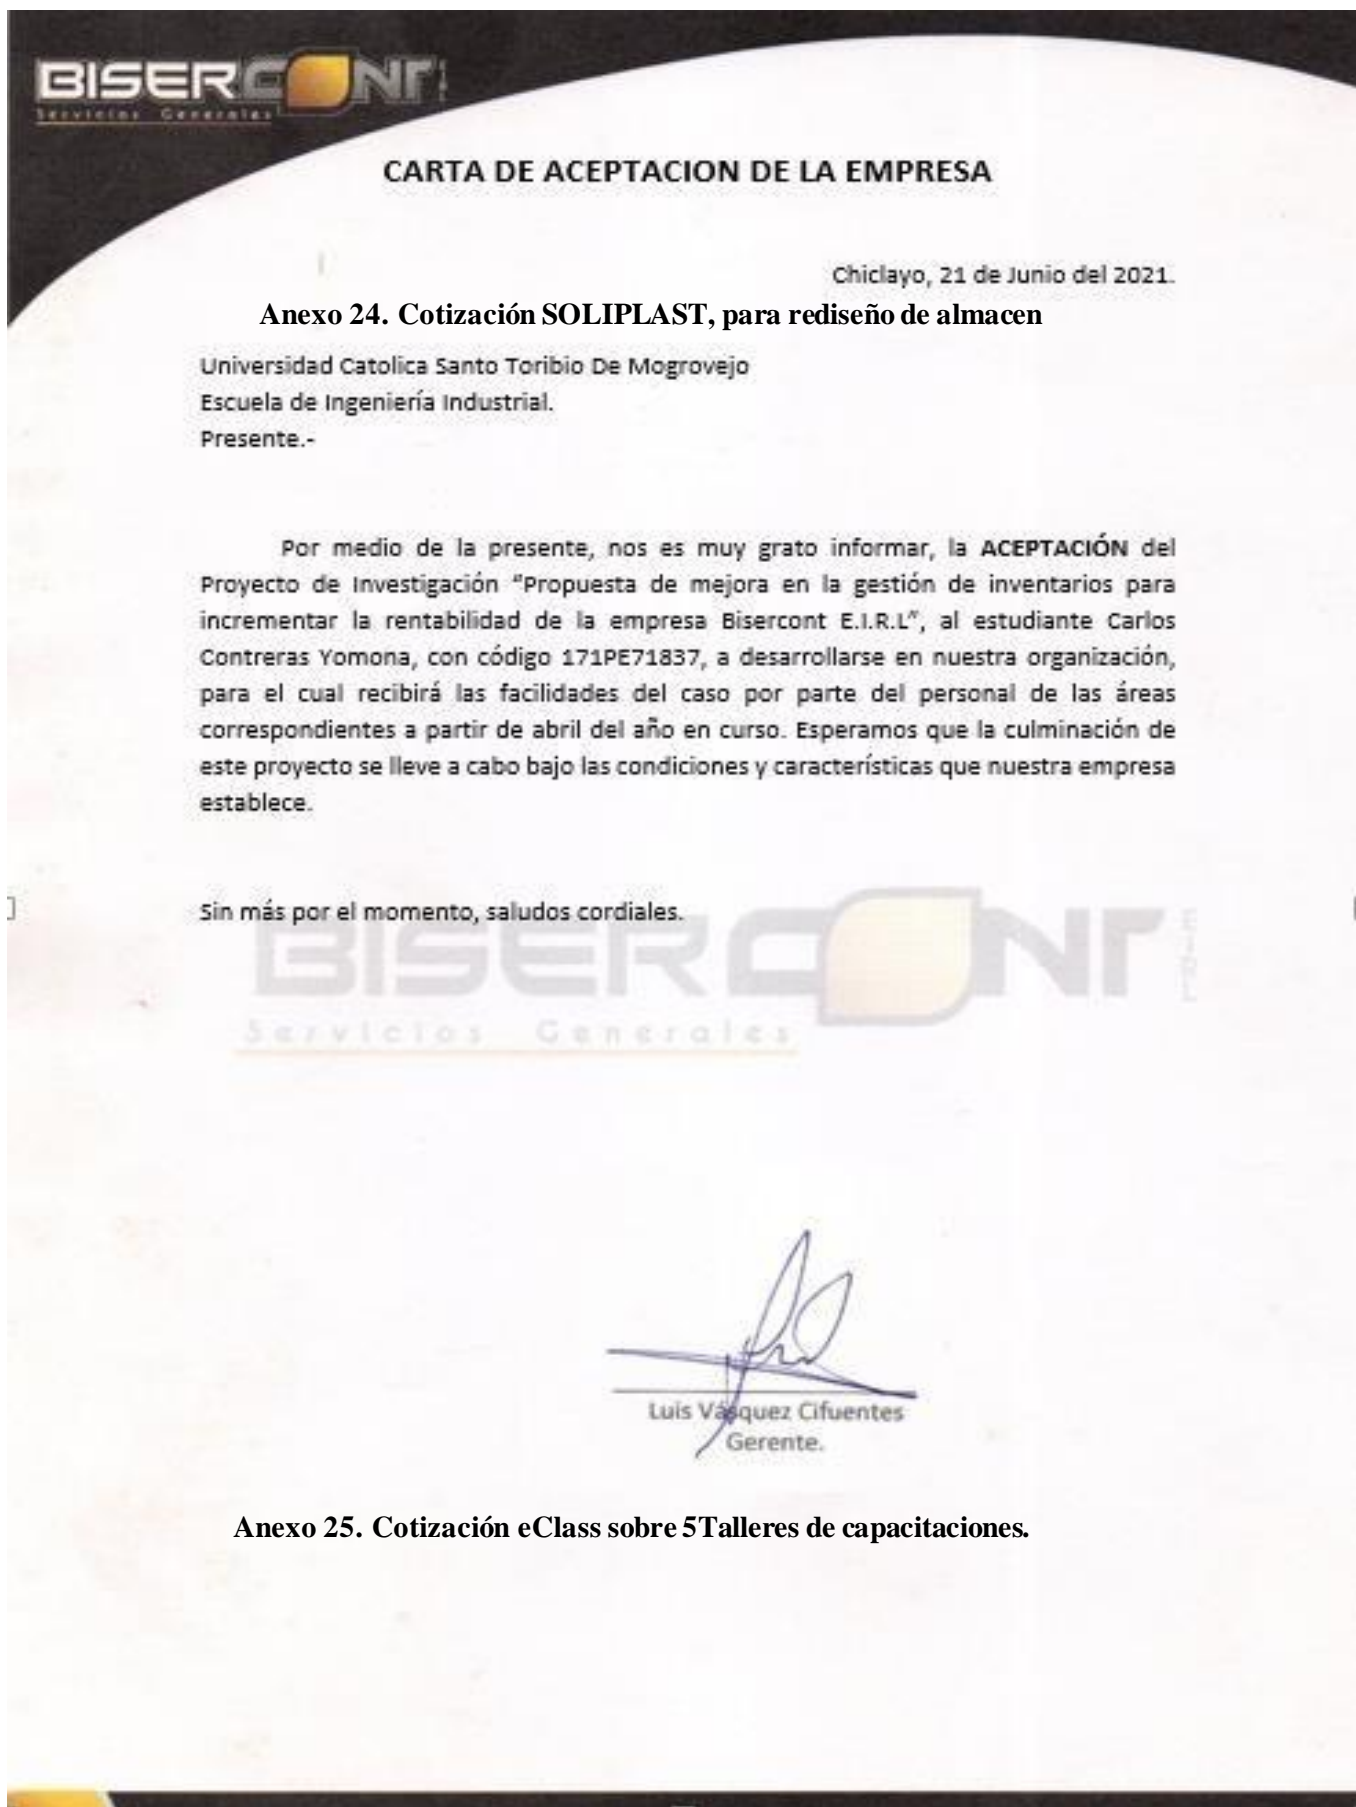 BISERCONT
Servicios Generales
CARTA DE ACEPTACION DE LA EMPRESA
Chiclayo, 21 de Junio del 2021.
Anexo 24. Cotización SOLIPLAST, para rediseño de almacen
Universidad Catolica Santo Toribio De Mogrovejo
Escuela de Ingeniería Industrial.
Presente.-
Por medio de la presente, nos es muy grato informar, la ACEPTACIÓN del
Proyecto de Investigación "Propuesta de mejora en la gestión de inventarios para
incrementar la rentabilidad de la empresa Bisercont E.I.R.L", al estudiante Carlos
Contreras Yomona, con código 171PE71837, a desarrollarse en nuestra organización,
para el cual recibirá las facilidades del caso por parte del personal de las áreas
correspondientes a partir de abril del año en curso. Esperamos que la culminación de
este proyecto se lleve a cabo bajo las condiciones y características que nuestra empresa
establece.
Sin más por el momento, saludos cordiales.
BISERCONT
Servicios Generales
Luis Vásquez Cifuentes
Gerente.
Anexo 25. Cotización eClass sobre 5Talleres de capacitaciones.